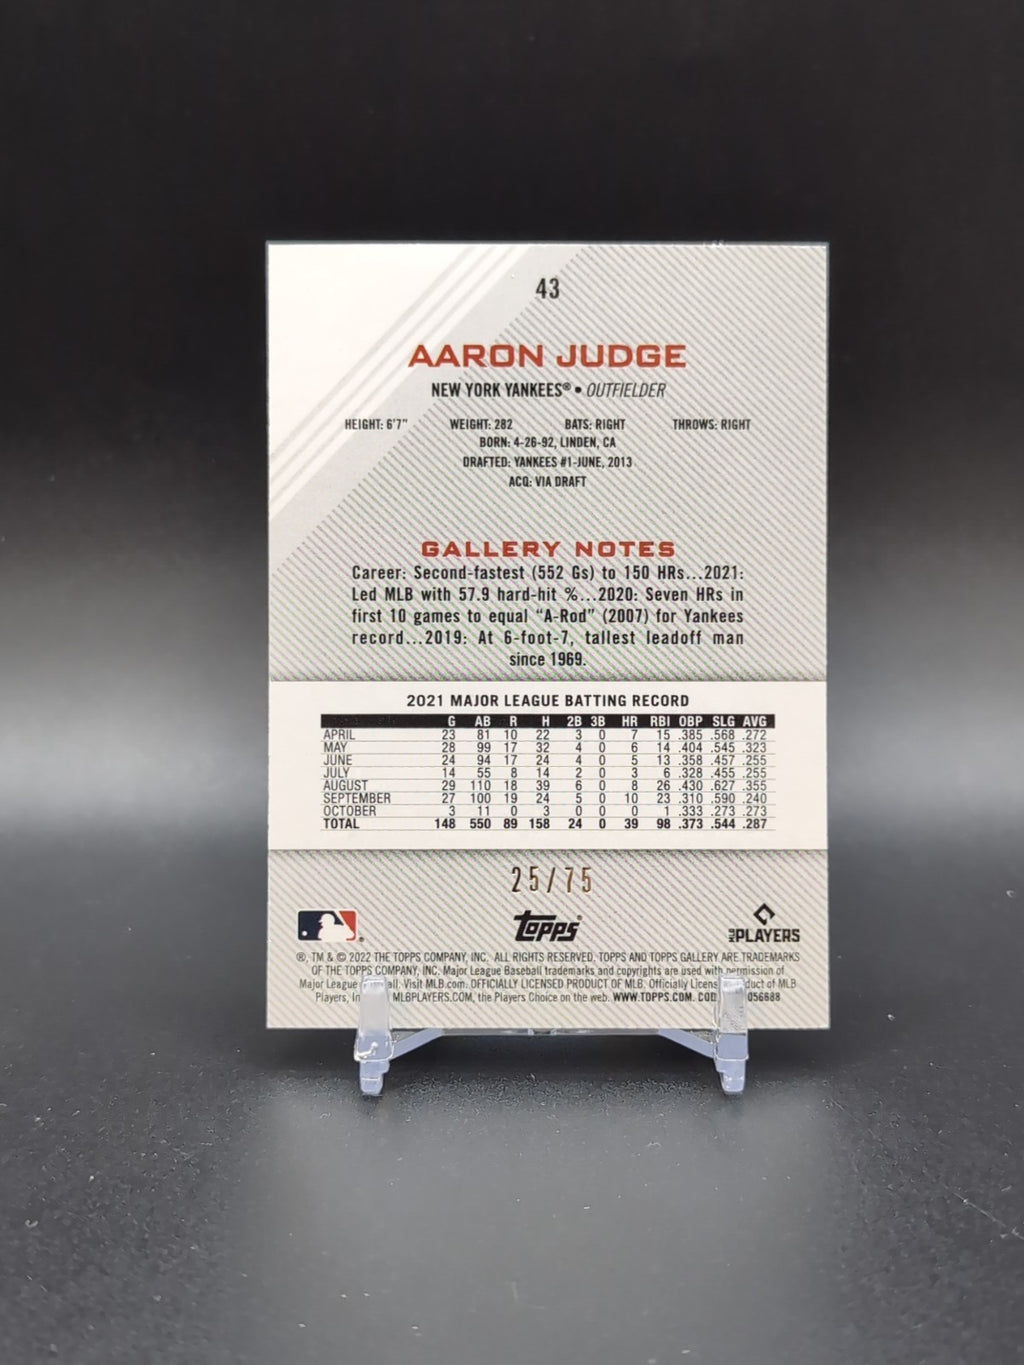 43
AARON JUDGE
NEW YORK YANKEES® • OUTFIELDER
HEIGHT: 6'7" WEIGHT: 282 BATS: RIGHT THROWS: RIGHT
BORN: 4-26-92, LINDEN, CA
DRAFTED: YANKEES #1-JUNE, 2013
ACQ: VIA DRAFT
GALLERY NOTES
Career: Second-fastest (552 Gs) to 150 HRs...2021:
Led MLB with 57.9 hard-hit %...2020: Seven HRs in
first 10 games to equal "A-Rod" (2007) for Yankees
record...2019: At 6-foot-7, tallest leadoff man
since 1969.
2021 MAJOR LEAGUE BATTING RECORD
G AB R H 2B 3B HR RBI OBP SLG AVG
APRIL 23 81 10 22 3 0 7 15 .385 .568 .272
MAY 28 99 17 32 4 0 6 14 .404 .545 .323
JUNE 24 94 17 24 4 0 5 13 .358 .457 .255
JULY 14 55 8 14 2 0 3 6 .328 .455 .255
AUGUST 29 110 18 39 6 0 8 26 .430 .627 .355
SEPTEMBER 27 100 19 24 5 0 10 23 .310 .590 .240
OCTOBER 3 11 0 3 0 0 0 1 .333 .273 .273
TOTAL 148 550 89 158 24 0 39 98 .373 .544 .287
25/75
topps®
MLB PLAYERS
®, TM & © 2022 THE TOPPS COMPANY, INC. ALL RIGHTS RESERVED, TOPPS AND TOPPS GALLERY ARE TRADEMARKS
OF THE TOPPS COMPANY, INC. Major League Baseball trademarks and copyrights are used with permission of
Major League Visit MLB.com. OFFICIALLY LICENSED PRODUCT OF MLB, Officially of MLB
Players, MLBPLAYERS.COM, the Players Choice on the web. WWW.TOPPS.COM. 056688